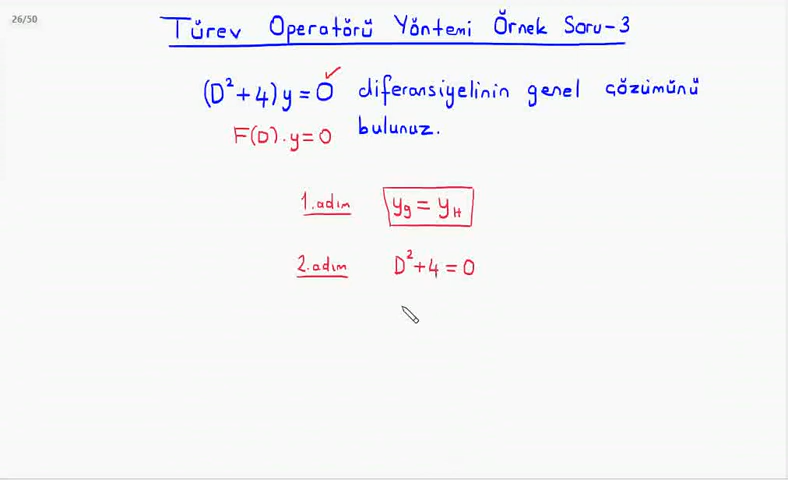 26/50
Türev Operatörü Yöntemi Örnek Soru-3
(D²+4)y=0 diferansiyelinin genel çözümünü
F(D).y=0 bulunuz.
1.adım yg = yH
2.adım D²+4=0